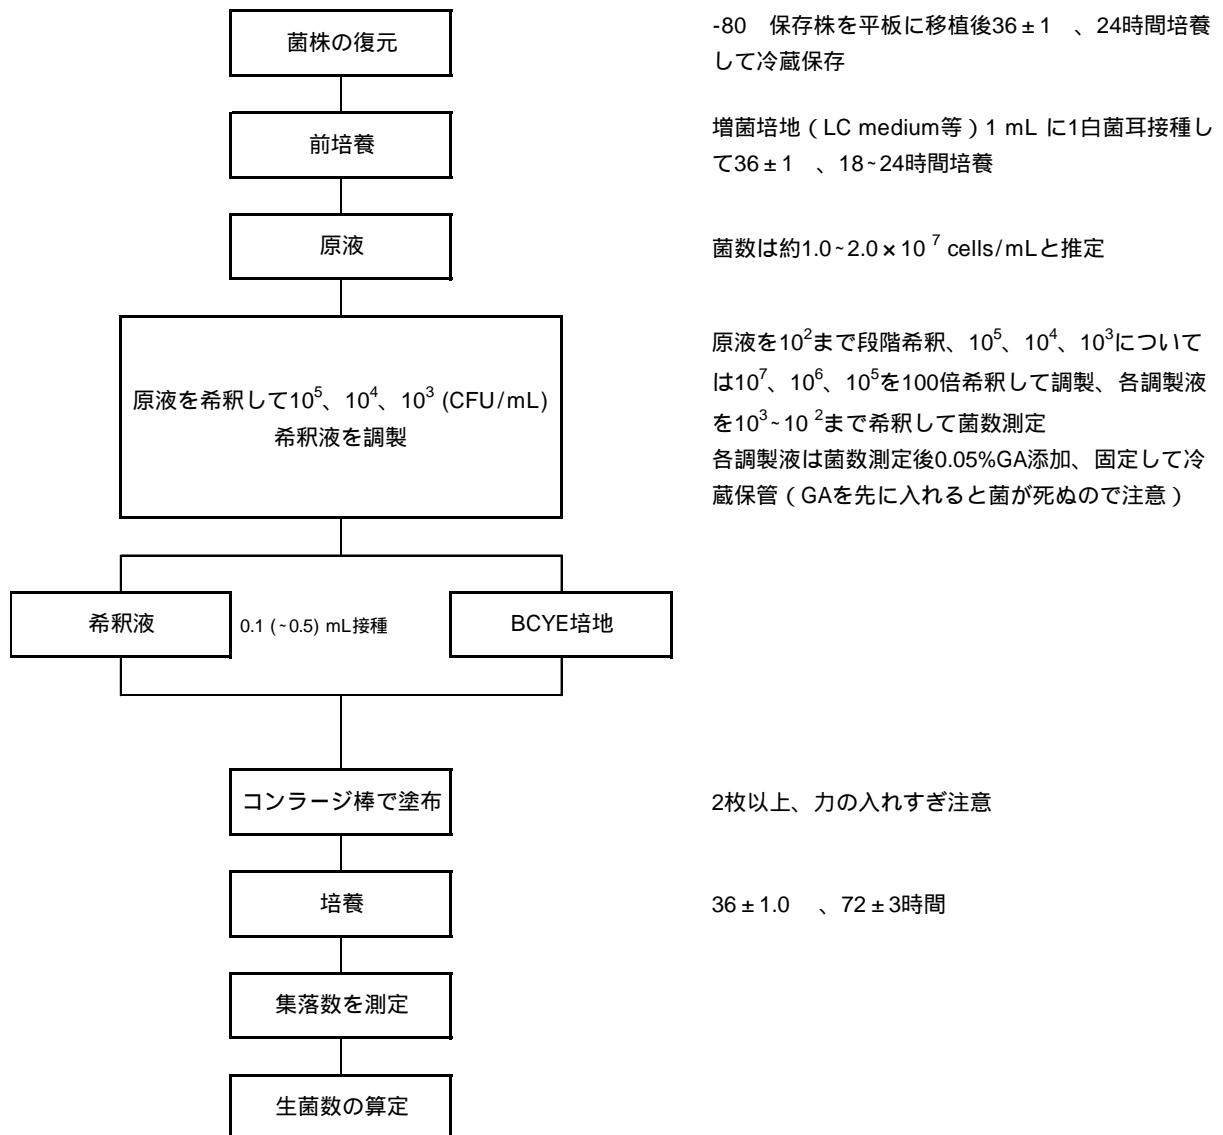 菌株の復元
-80　保存株を平板に移植後36±1　、24時間培養
して冷蔵保存
前培養
増菌培地（LC medium等）1 mL に1白菌耳接種し
て36±1　、18~24時間培養
原液
菌数は約1.0~2.0×10 ⁷ cells/mLと推定
原液を希釈して10⁵、10⁴、10³ (CFU/mL)
希釈液を調製
原液を10²まで段階希釈、10⁵、10⁴、10³について
は10⁷、10⁶、10⁵を100倍希釈して調製、各調製液
を10³~10 ²まで希釈して菌数測定
各調製液は菌数測定後0.05%GA添加、固定して冷
蔵保管（GAを先に入れると菌が死ぬので注意）
希釈液
0.1 (~0.5) mL接種
BCYE培地
コンラージ棒で塗布
2枚以上、力の入れすぎ注意
培養
36±1.0　、72±3時間
集落数を測定
生菌数の算定